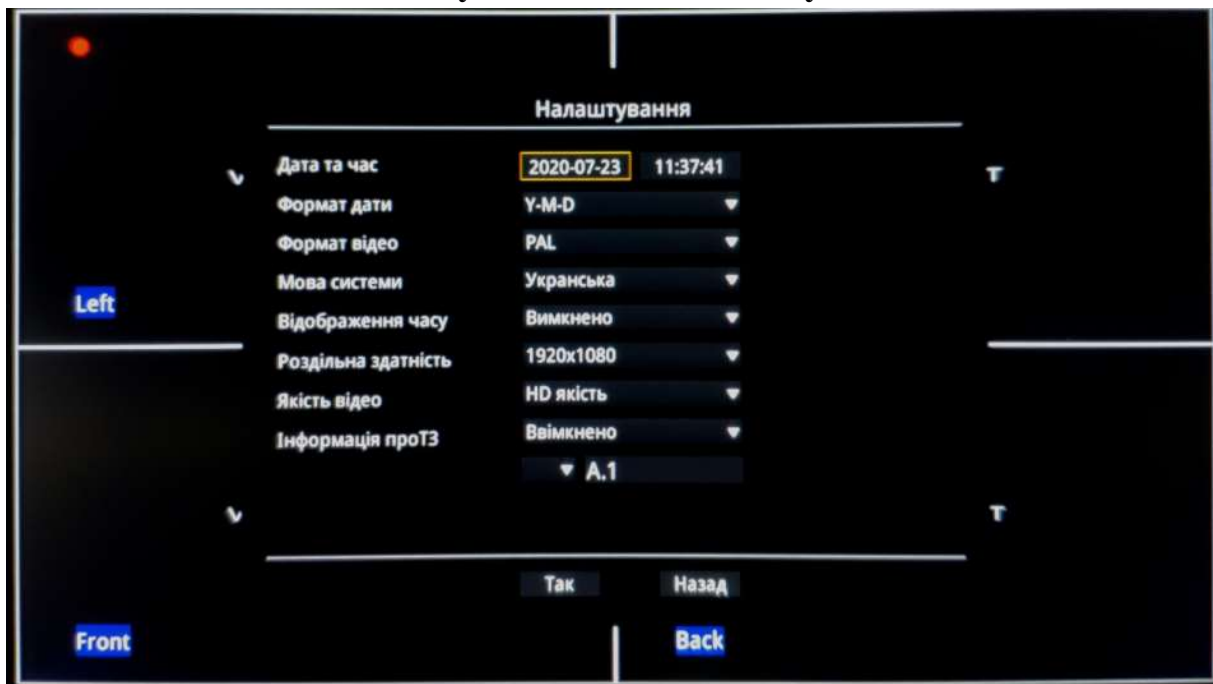 Налаштування
Дата та час 2020-07-23 11:37:41
Формат дати Y-M-D
Формат відео PAL
Мова системи Укранська
Left
Відображення часу Вимкнено
Роздільна здатність 1920x1080
Якість відео HD якість
Інформація проТЗ Ввімкнено
A.1
Так Назад
Front Back